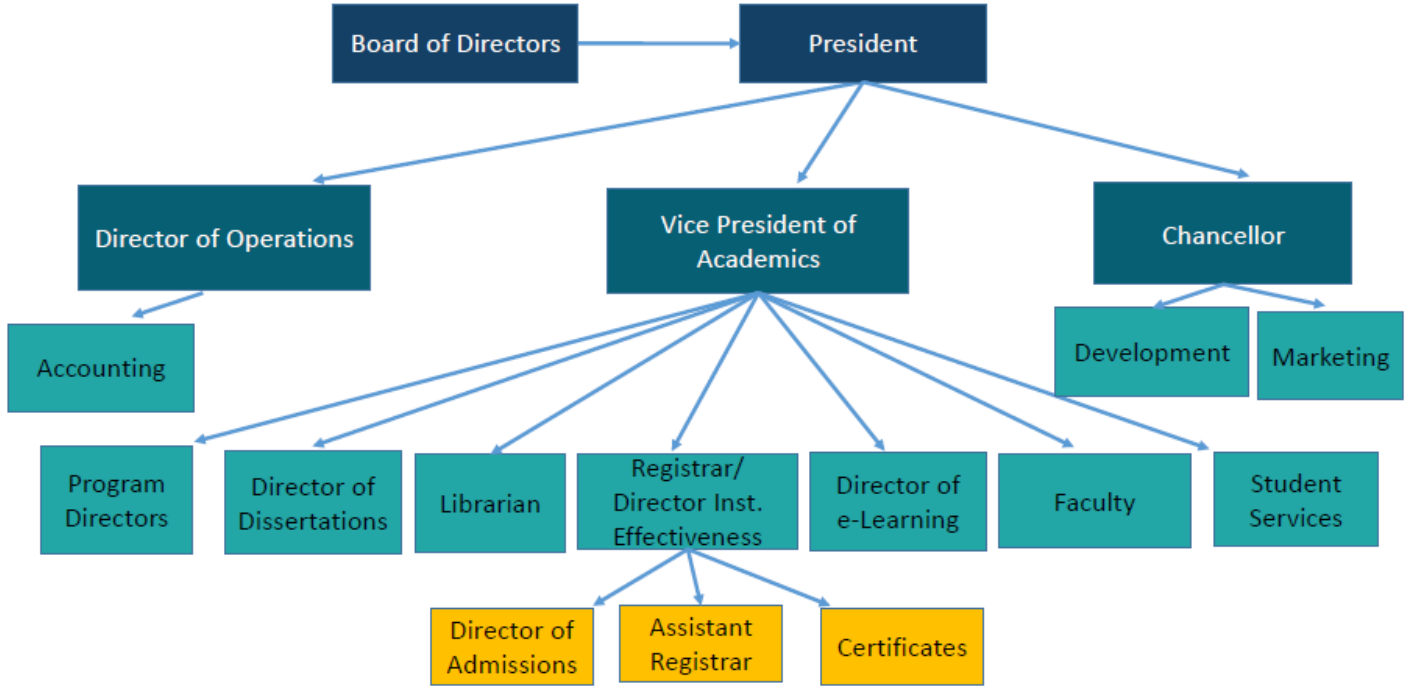 Board of Directors
President
Director of Operations
Vice President of
Academics
Chancellor
Accounting
Development
Marketing
Program
Directors
Director of
Dissertations
Librarian
Registrar/
Director Inst.
Effectiveness
Director of
e-Learning
Faculty
Student
Services
Director of
Admissions
Assistant
Registrar
Certificates